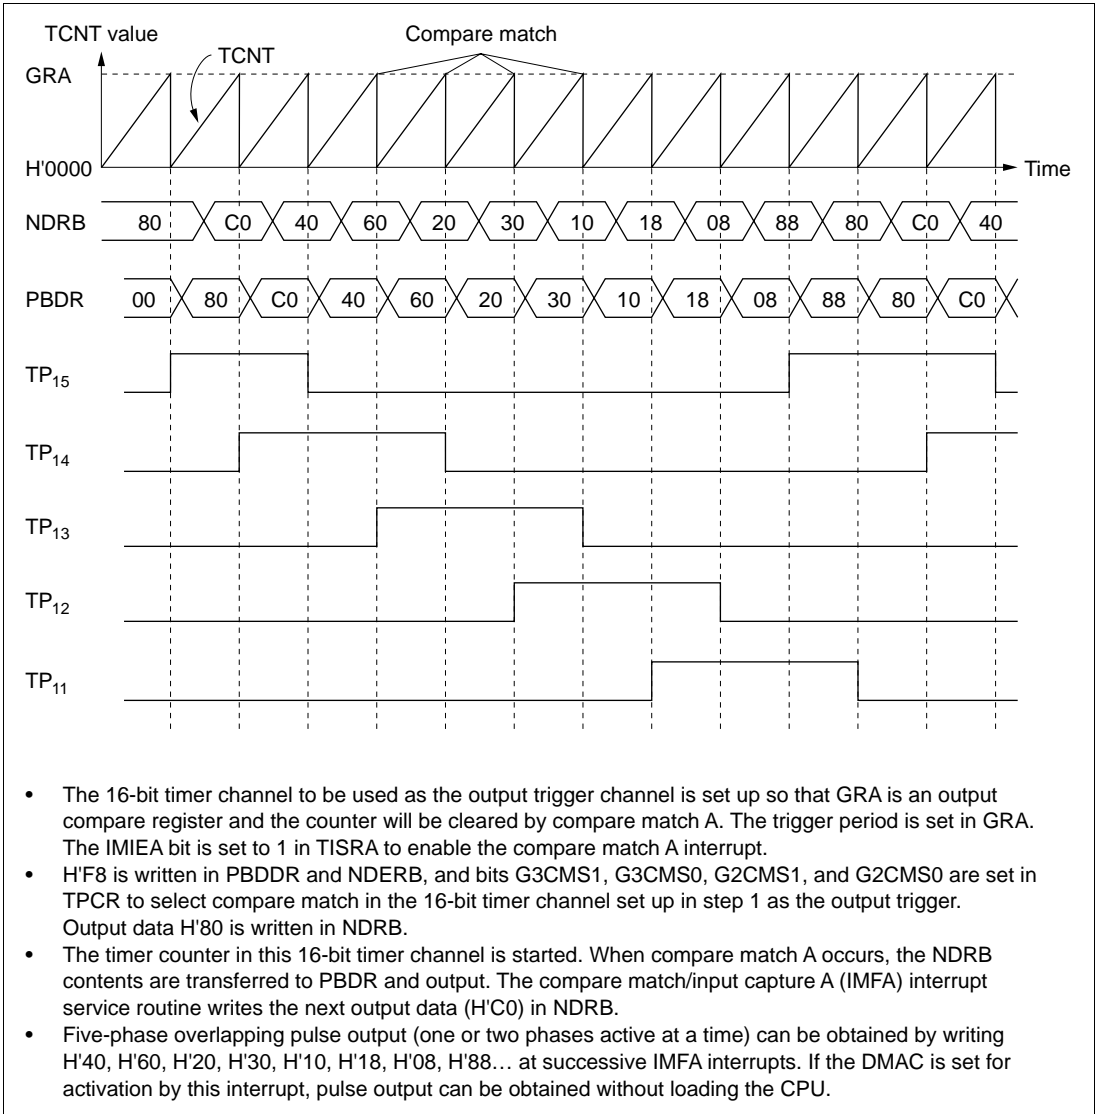 TCNT value
Compare match
TCNT
GRA
H'0000
Time
NDRB 80 C0 40 60 20 30 10 18 08 88 80 C0 40
PBDR 00 80 C0 40 60 20 30 10 18 08 88 80 C0
TP15
TP14
TP13
TP12
TP11
• The 16-bit timer channel to be used as the output trigger channel is set up so that GRA is an output
compare register and the counter will be cleared by compare match A. The trigger period is set in GRA.
The IMIEA bit is set to 1 in TISRA to enable the compare match A interrupt.
• H'F8 is written in PBDDR and NDERB, and bits G3CMS1, G3CMS0, G2CMS1, and G2CMS0 are set in
TPCR to select compare match in the 16-bit timer channel set up in step 1 as the output trigger.
Output data H'80 is written in NDRB.
• The timer counter in this 16-bit timer channel is started. When compare match A occurs, the NDRB
contents are transferred to PBDR and output. The compare match/input capture A (IMFA) interrupt
service routine writes the next output data (H'C0) in NDRB.
• Five-phase overlapping pulse output (one or two phases active at a time) can be obtained by writing
H'40, H'60, H'20, H'30, H'10, H'18, H'08, H'88… at successive IMFA interrupts. If the DMAC is set for
activation by this interrupt, pulse output can be obtained without loading the CPU.